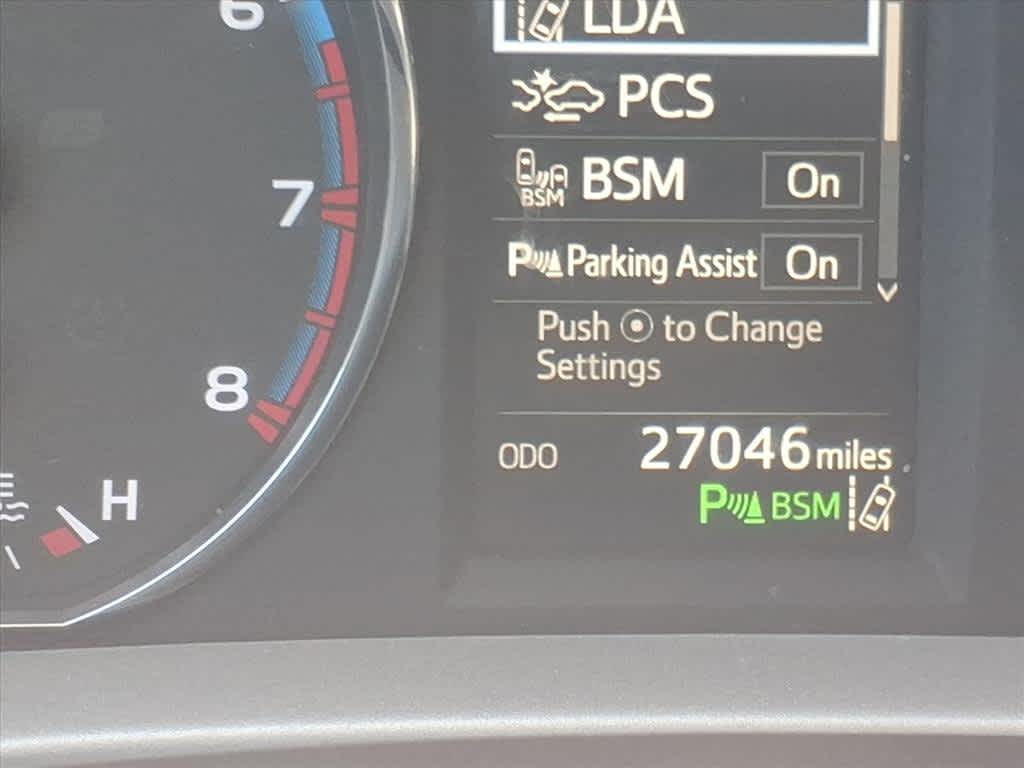 6
LDA
PCS
BSM BSM On
7
P Parking Assist On
Push to Change
Settings
8
ODO 27046 miles
H
P BSM